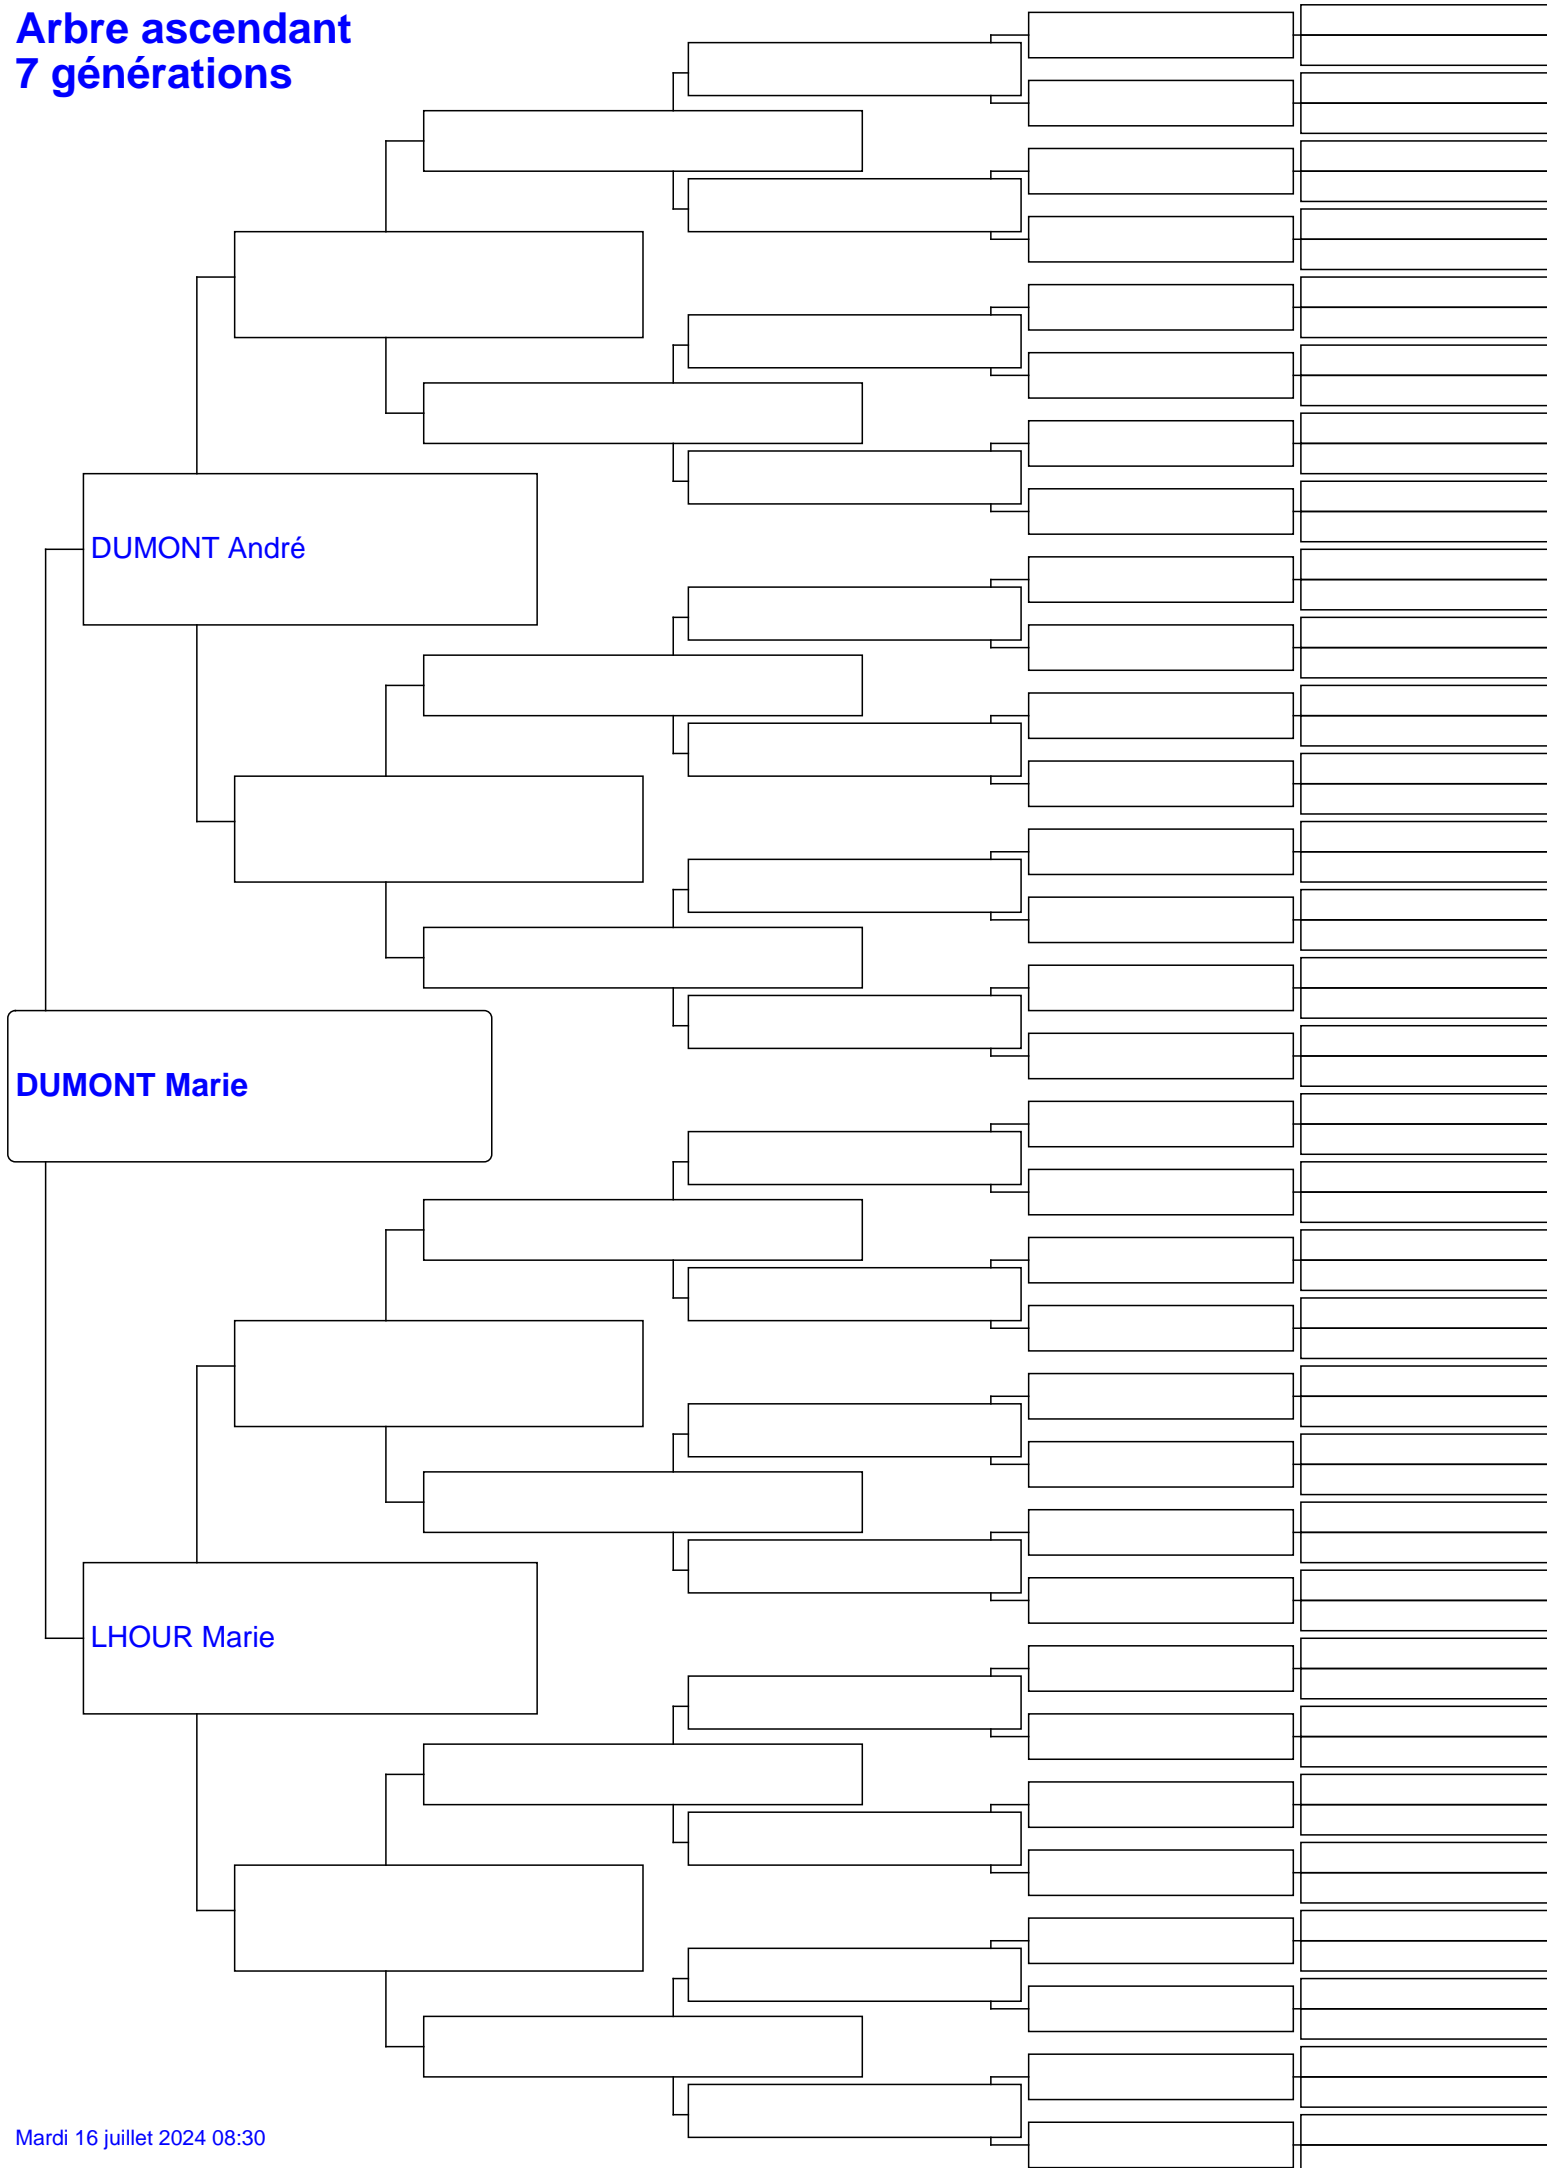 Arbre ascendant
7 générations
DUMONT André
DUMONT Marie
LHOUR Marie
Mardi 16 juillet 2024 08:30